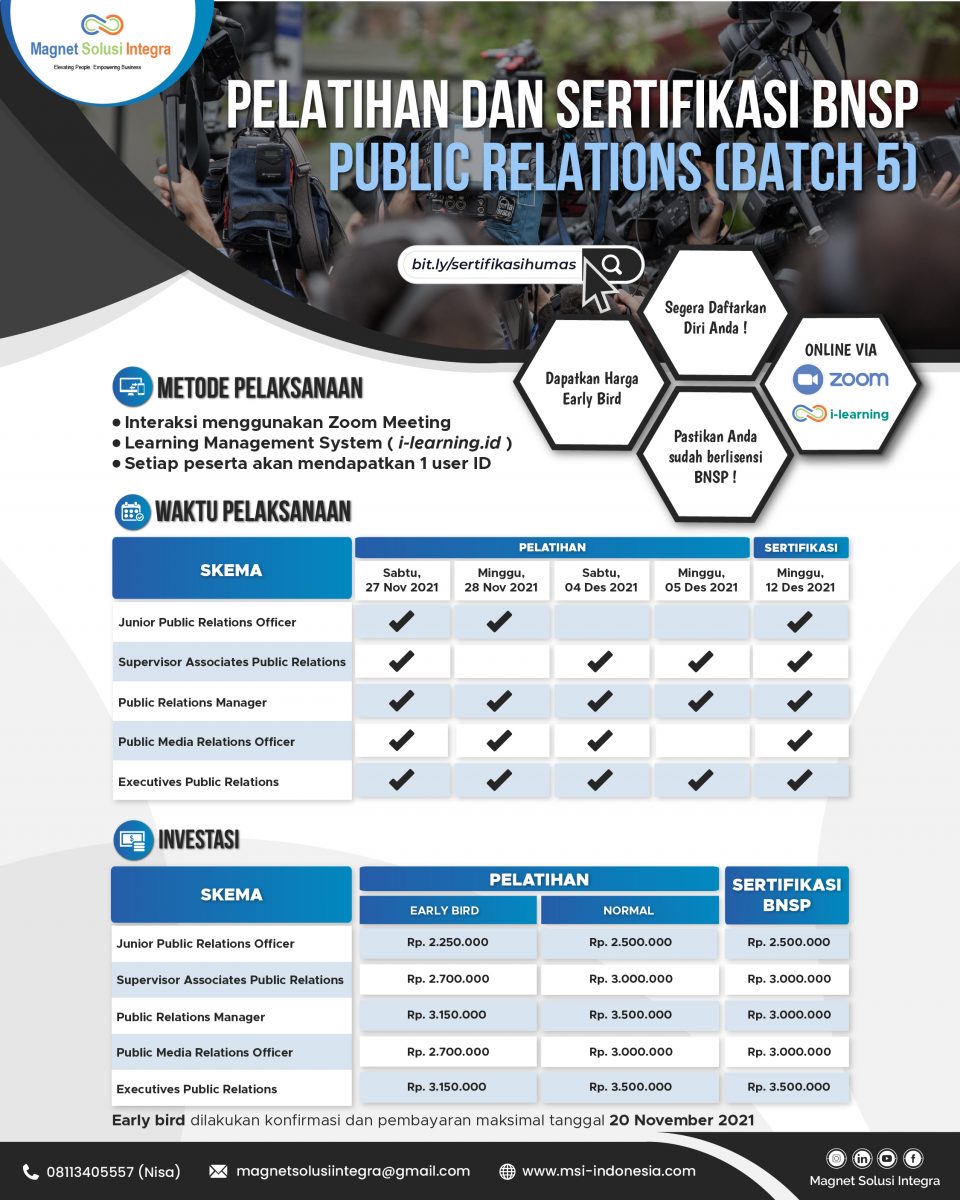 Magnet Solusi Integra
Elevating People. Empowering Business
PELATIHAN DAN SERTIFIKASI BNSP
PUBLIC RELATIONS (BATCH 5)
bit.ly/sertifikasihumas
Segera Daftarkan
Diri Anda !
Dapatkan Harga
Early Bird
ONLINE VIA
zoom
i-learning
Pastikan Anda
sudah berlisensi
BNSP !
METODE PELAKSANAAN
• Interaksi menggunakan Zoom Meeting
• Learning Management System ( i-learning.id )
• Setiap peserta akan mendapatkan 1 user ID
WAKTU PELAKSANAAN
SKEMA PELATIHAN SERTIFIKASI
Sabtu, Minggu, Sabtu, Minggu, Minggu,
27 Nov 2021 28 Nov 2021 04 Des 2021 05 Des 2021 12 Des 2021
Junior Public Relations Officer ✔ ✔ ✔
Supervisor Associates Public Relations ✔ ✔ ✔ ✔
Public Relations Manager ✔ ✔ ✔ ✔ ✔
Public Media Relations Officer ✔ ✔ ✔ ✔
Executives Public Relations ✔ ✔ ✔ ✔ ✔
INVESTASI
SKEMA PELATIHAN SERTIFIKASI
BNSP
EARLY BIRD NORMAL
Junior Public Relations Officer Rp. 2.250.000 Rp. 2.500.000 Rp. 2.500.000
Supervisor Associates Public Relations Rp. 2.700.000 Rp. 3.000.000 Rp. 3.000.000
Public Relations Manager Rp. 3.150.000 Rp. 3.500.000 Rp. 3.000.000
Public Media Relations Officer Rp. 2.700.000 Rp. 3.000.000 Rp. 3.000.000
Executives Public Relations Rp. 3.150.000 Rp. 3.500.000 Rp. 3.500.000
Early bird dilakukan konfirmasi dan pembayaran maksimal tanggal 20 November 2021
08113405557 (Nisa) magnetsolusiintegra@gmail.com www.msi-indonesia.com
Magnet Solusi Integra